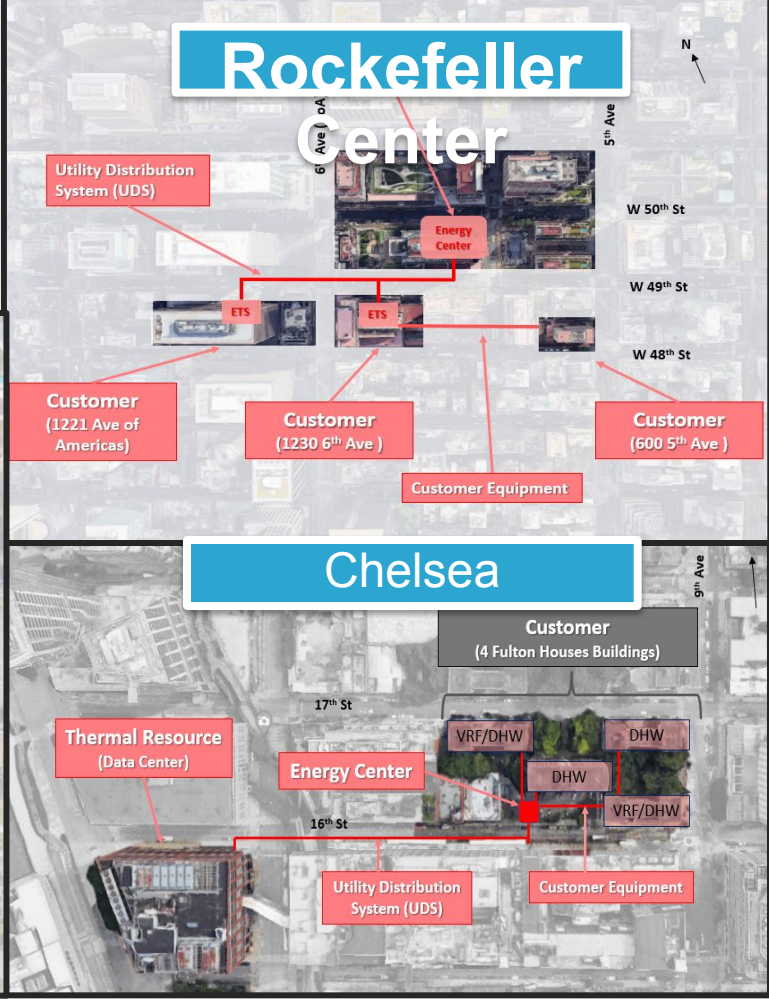 Rockefeller
Center
N
6th Ave ( oA
5th Ave
Utility Distribution
System (UDS)
W 50th St
Energy
Center
W 49th St
ETS
ETS
W 48th St
Customer
(1221 Ave of
Americas)
Customer
(1230 6th Ave )
Customer
(600 5th Ave )
Customer Equipment
Chelsea
9th Ave
Customer
(4 Fulton Houses Buildings)
17th St
Thermal Resource
(Data Center)
VRF/DHW
DHW
Energy Center
DHW
VRF/DHW
16th St
Utility Distribution
System (UDS)
Customer Equipment